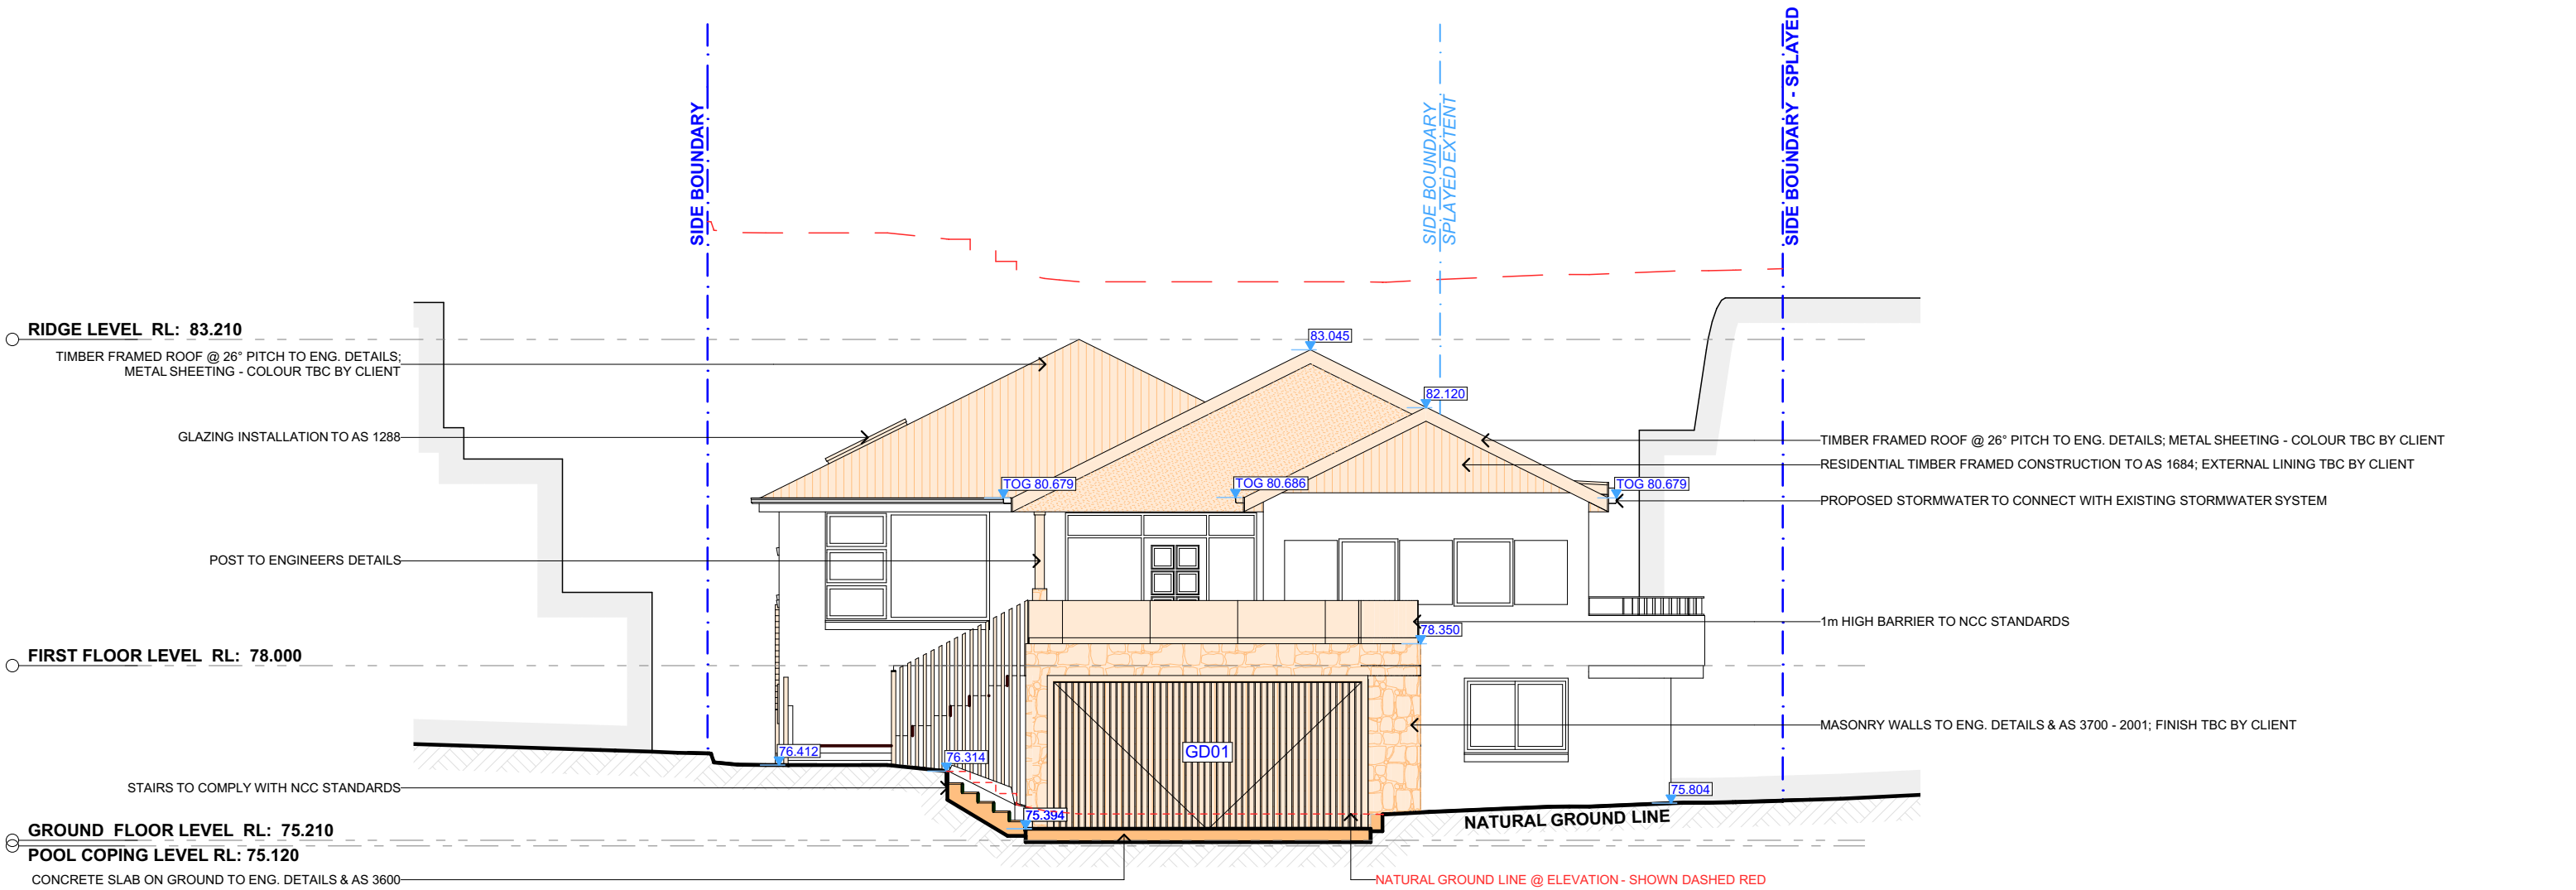 SIDE BOUNDARY
SIDE BOUNDARY
SPLAYED EXTENT
SIDE BOUNDARY - SPLAYED
RIDGE LEVEL RL: 83.210
TIMBER FRAMED ROOF @ 26° PITCH TO ENG. DETAILS;
METAL SHEETING - COLOUR TBC BY CLIENT
83.045
82.120
GLAZING INSTALLATION TO AS 1288
TIMBER FRAMED ROOF @ 26° PITCH TO ENG. DETAILS; METAL SHEETING - COLOUR TBC BY CLIENT
RESIDENTIAL TIMBER FRAMED CONSTRUCTION TO AS 1684; EXTERNAL LINING TBC BY CLIENT
TOG 80.679
TOG 80.686
TOG 80.679
PROPOSED STORMWATER TO CONNECT WITH EXISTING STORMWATER SYSTEM
POST TO ENGINEERS DETAILS
1m HIGH BARRIER TO NCC STANDARDS
78.350
FIRST FLOOR LEVEL RL: 78.000
MASONRY WALLS TO ENG. DETAILS & AS 3700 - 2001; FINISH TBC BY CLIENT
76.412
76.314
GD01
STAIRS TO COMPLY WITH NCC STANDARDS
75.804
75.394
NATURAL GROUND LINE
GROUND FLOOR LEVEL RL: 75.210
POOL COPING LEVEL RL: 75.120
CONCRETE SLAB ON GROUND TO ENG. DETAILS & AS 3600
NATURAL GROUND LINE @ ELEVATION - SHOWN DASHED RED